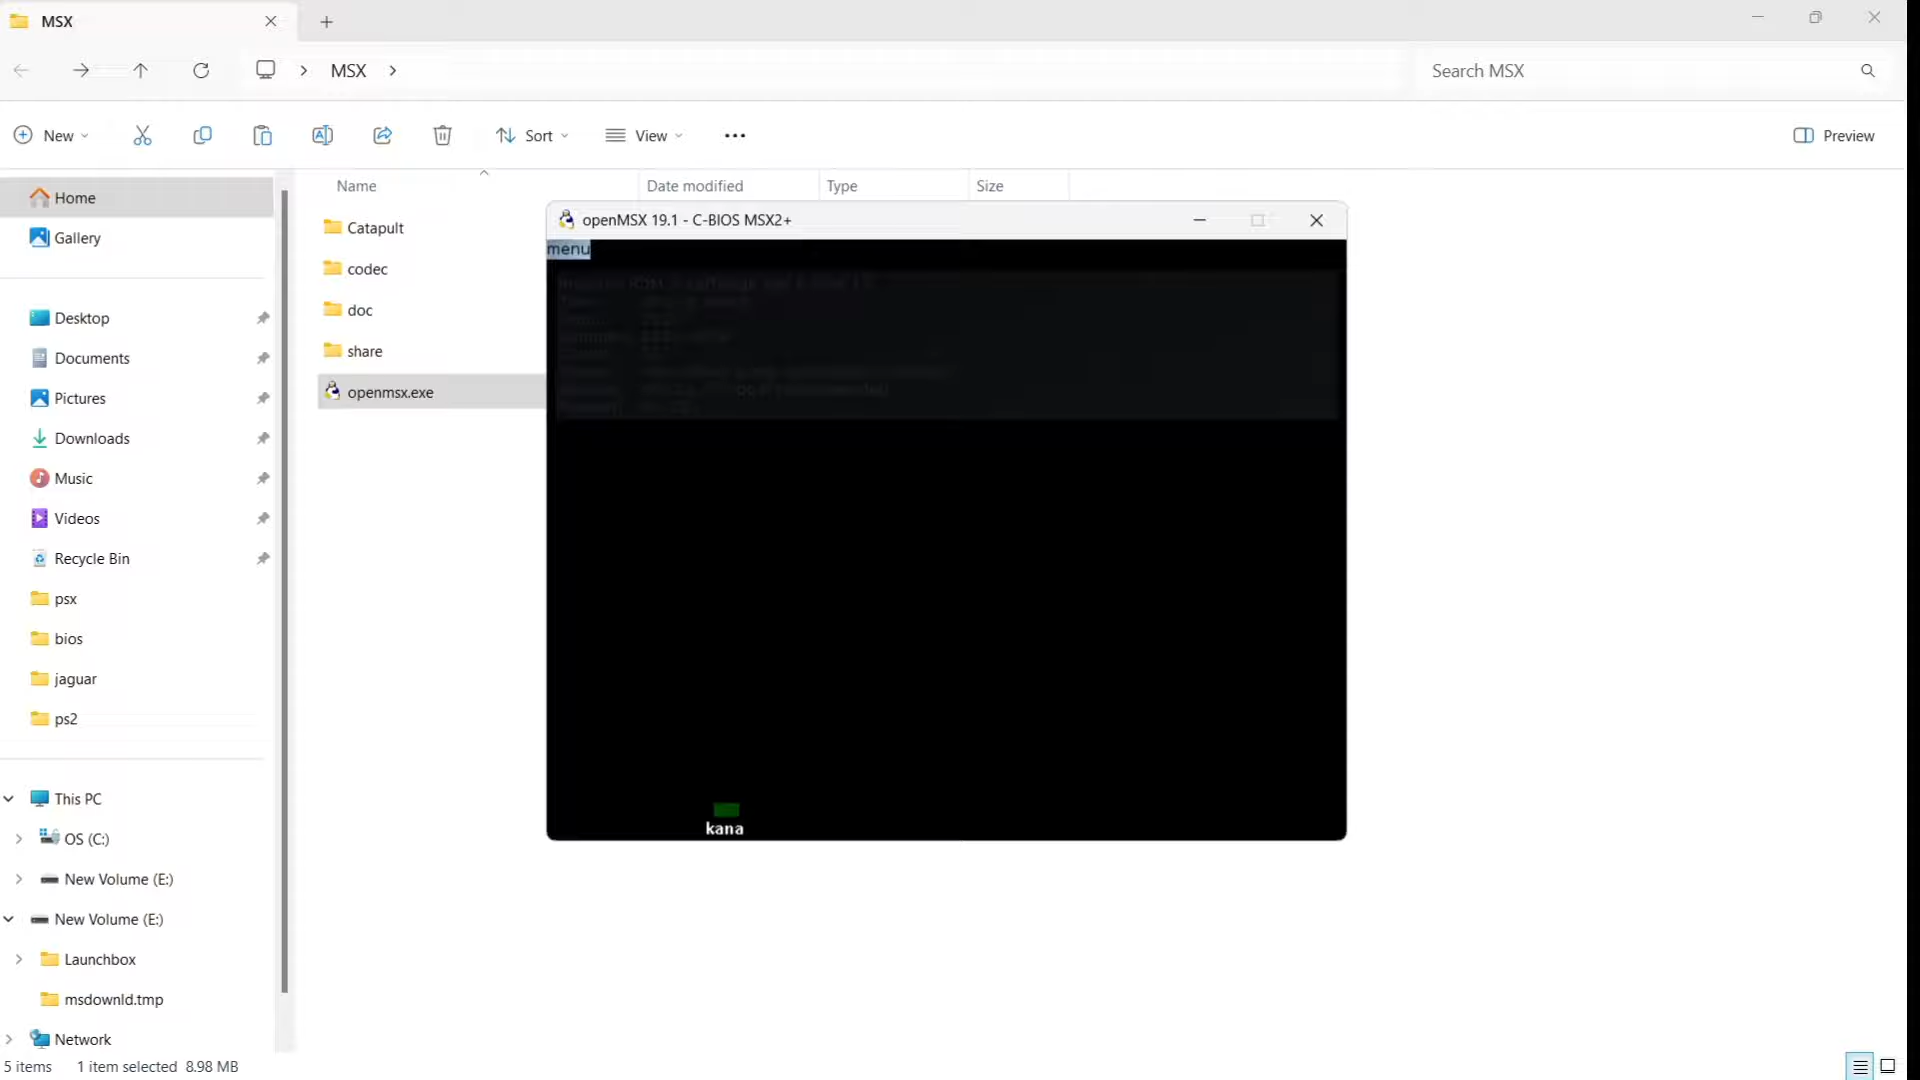 MSX
MSX
Search MSX
New
Sort
View
Preview
Home
Gallery
Desktop
Documents
Pictures
Downloads
Music
Videos
Recycle Bin
psx
bios
jaguar
ps2
This PC
OS (C:)
New Volume (E:)
New Volume (E:)
Launchbox
msdownld.tmp
Network
Name
Date modified
Type
Size
Catapult
codec
doc
share
openmsx.exe
openMSX 19.1 - C-BIOS MSX2+
menu
kana
5 items 1 item selected 8.98 MB